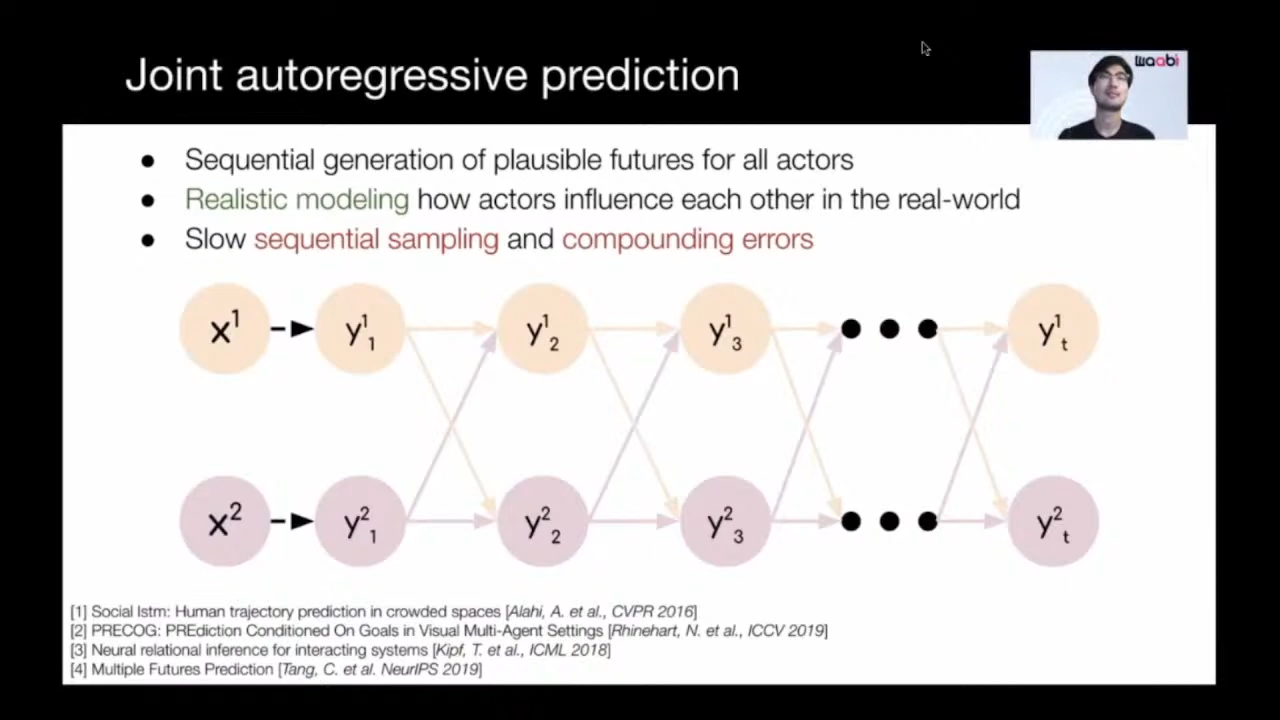 Joint autoregressive prediction
waabi
● Sequential generation of plausible futures for all actors
● Realistic modeling how actors influence each other in the real-world
● Slow sequential sampling and compounding errors
x¹ y¹₁ y¹₂ y¹₃ ● ● ● y¹ₜ
x² y²₁ y²₂ y²₃ ● ● ● y²ₜ
[1] Social lstm: Human trajectory prediction in crowded spaces [Alahi, A. et al., CVPR 2016]
[2] PRECOG: PREdiction Conditioned On Goals in Visual Multi-Agent Settings [Rhinehart, N. et al., ICCV 2019]
[3] Neural relational inference for interacting systems [Kipf, T. et al., ICML 2018]
[4] Multiple Futures Prediction [Tang, C. et al. NeurIPS 2019]